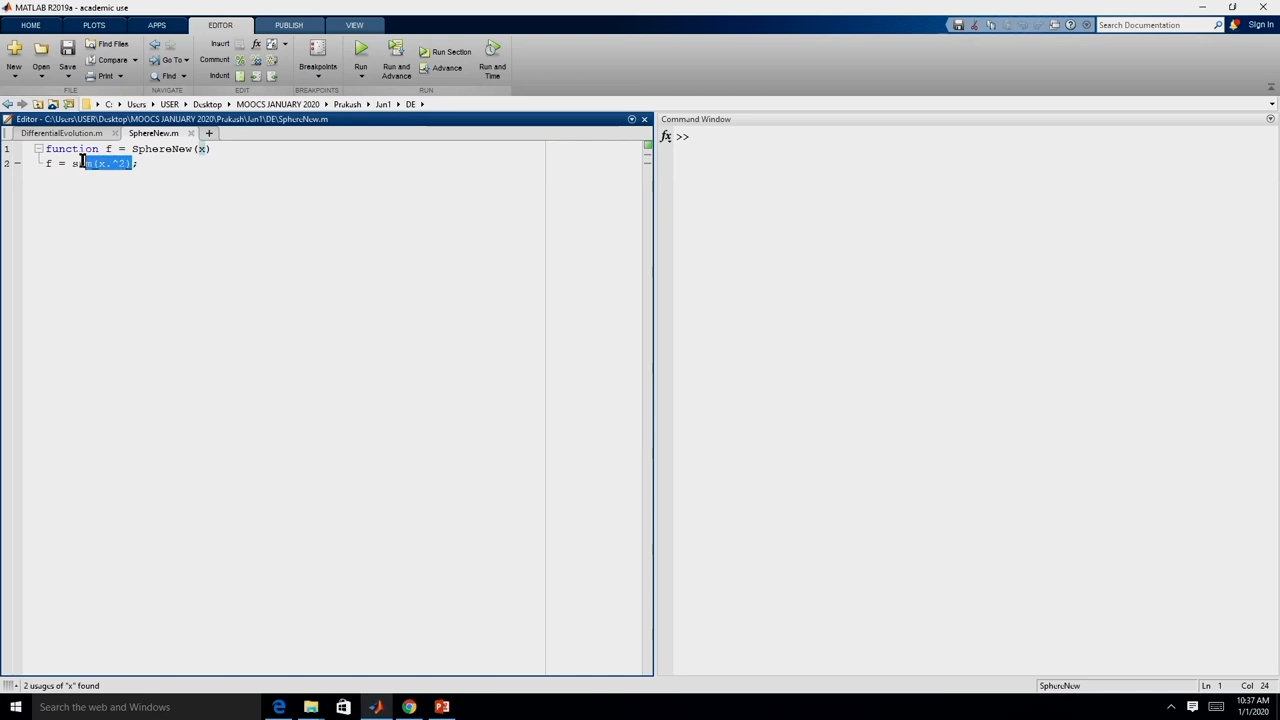 MATLAB R2019a - academic use
HOME PLOTS APPS EDITOR PUBLISH VIEW Search Documentation Sign In
New Open Save Find Files Compare Print Go To Find Insert fx Comment Indent Breakpoints Run Run and Advance Run Section Advance Run and Time
FILE NAVIGATE EDIT BREAKPOINTS RUN
C: Users USER Desktop MOOCS JANUARY 2020 Prakash Jan1 DE
Editor - C:\Users\USER\Desktop\MOOCS JANUARY 2020\Prakash\Jan1\DE\SphereNew.m
Command Window
DifferentialEvolution.m SphereNew.m
fx >>
1 function f = SphereNew(x)
2 f = sum(x.^2);
2 usages of "x" found SphereNew Ln 1 Col 24
Search the web and Windows
10:37 AM
1/1/2020